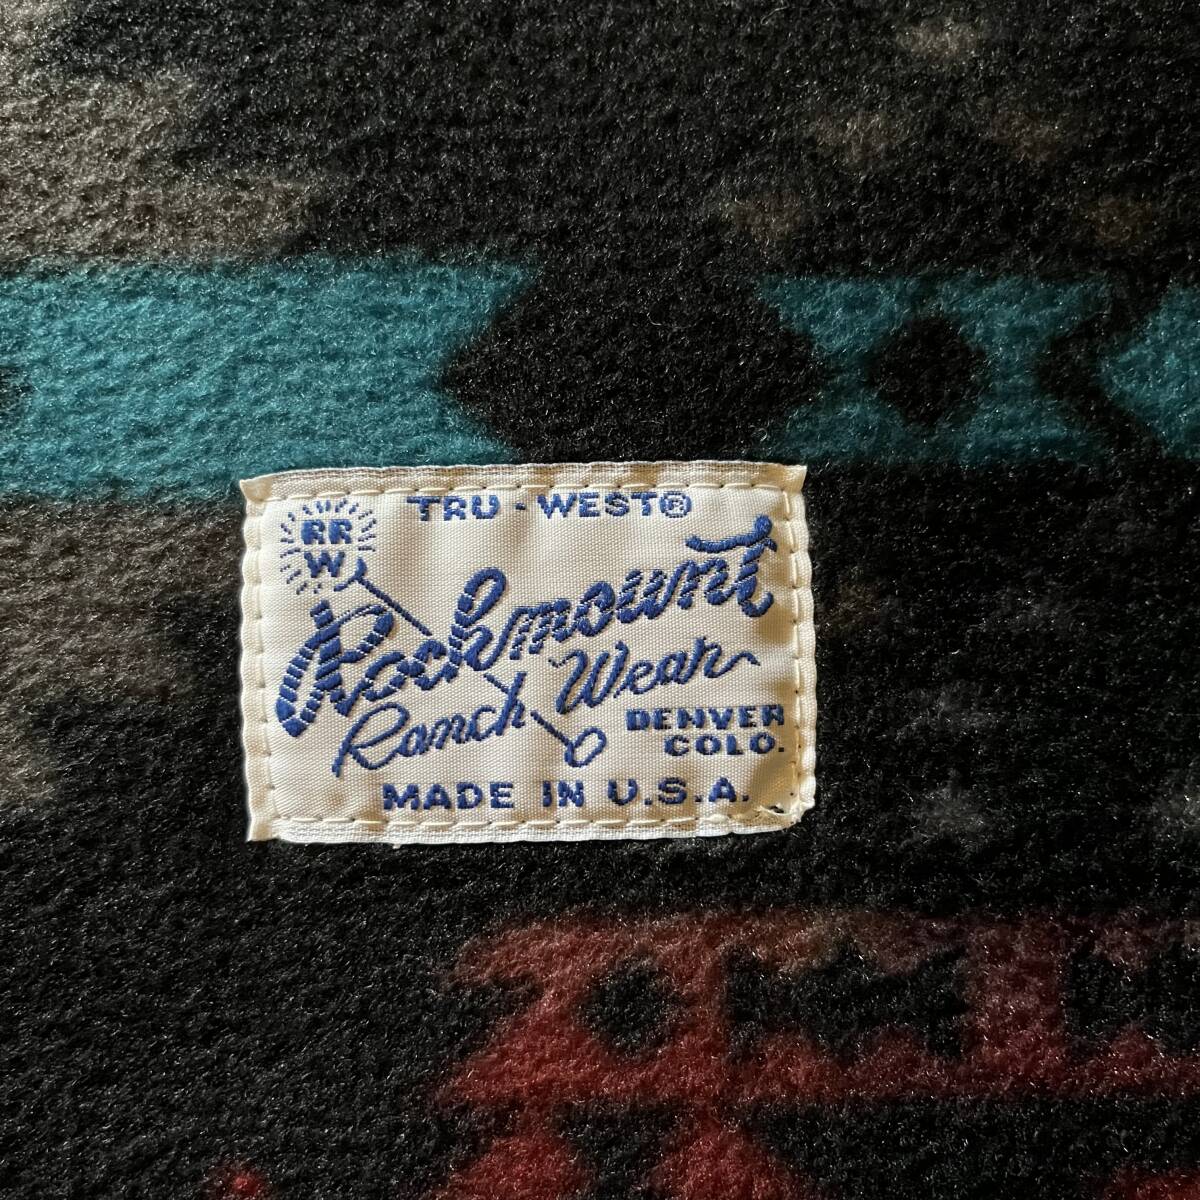 TRU-WEST®
RR
W
Rockmount
Ranch Wear
DENVER
COLO.
MADE IN U.S.A.